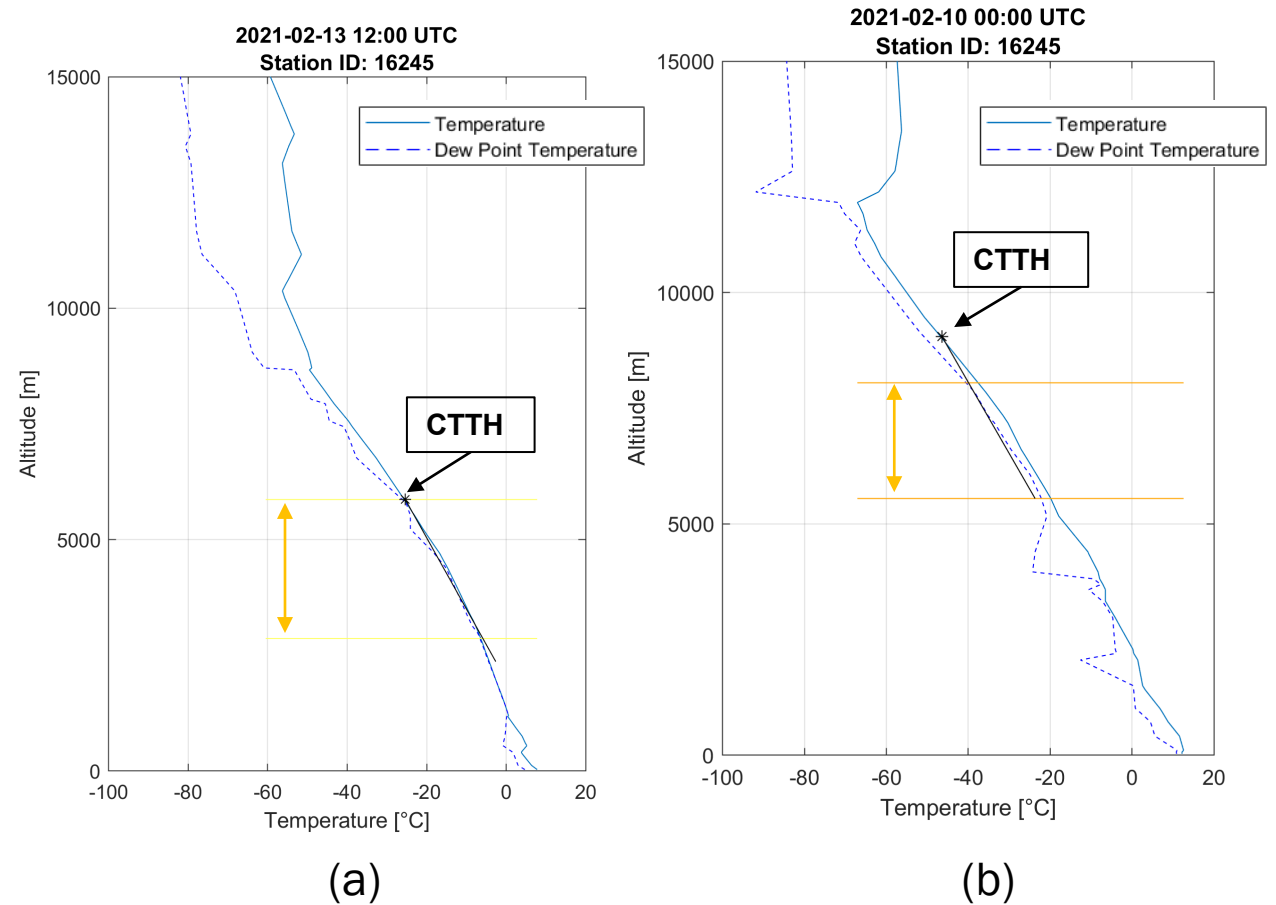 2021-02-13 12:00 UTC
Station ID: 16245
15000
10000
5000
0
Altitude [m]
-100 -80 -60 -40 -20 0 20
Temperature [°C]
Temperature
Dew Point Temperature
CTTH
(a)
2021-02-10 00:00 UTC
Station ID: 16245
15000
10000
5000
0
Altitude [m]
-100 -80 -60 -40 -20 0 20
Temperature [°C]
Temperature
Dew Point Temperature
CTTH
(b)